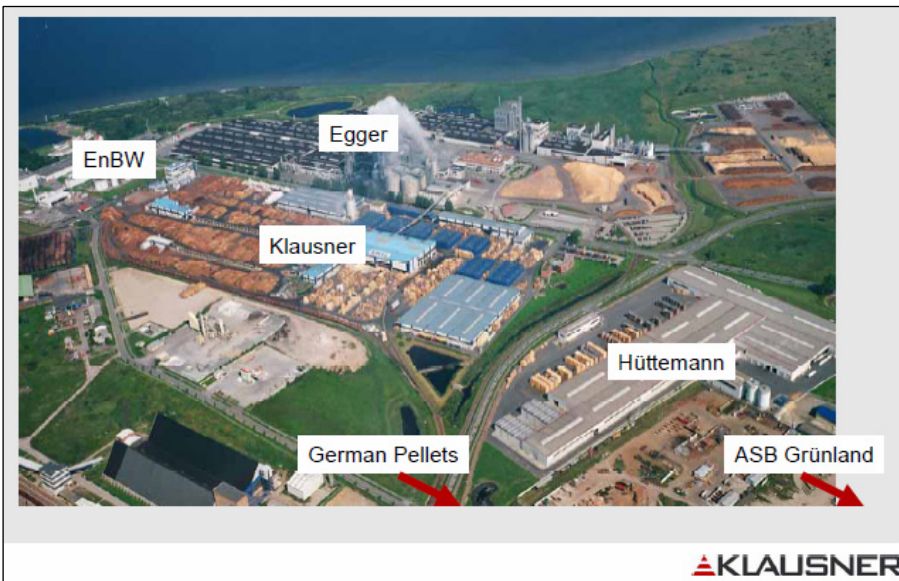 Egger
EnBW
Klausner
Hüttemann
German Pellets
ASB Grünland
KLAUSNER